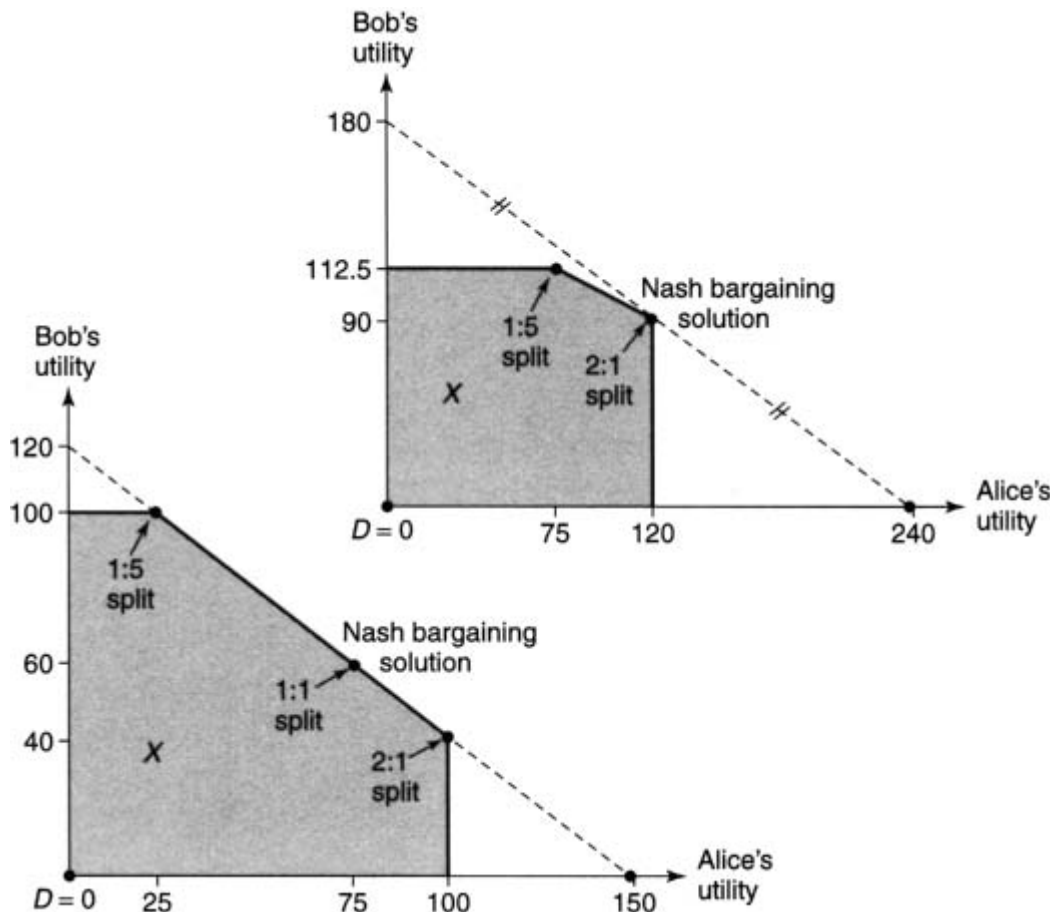 Bob's
utility
180
112.5
90
1:5
split
Nash bargaining
solution
2:1
split
X
D = 0
75
120
240
Alice's
utility
Bob's
utility
120
100
60
40
1:5
split
Nash bargaining
solution
1:1
split
2:1
split
X
D = 0
25
75
100
150
Alice's
utility